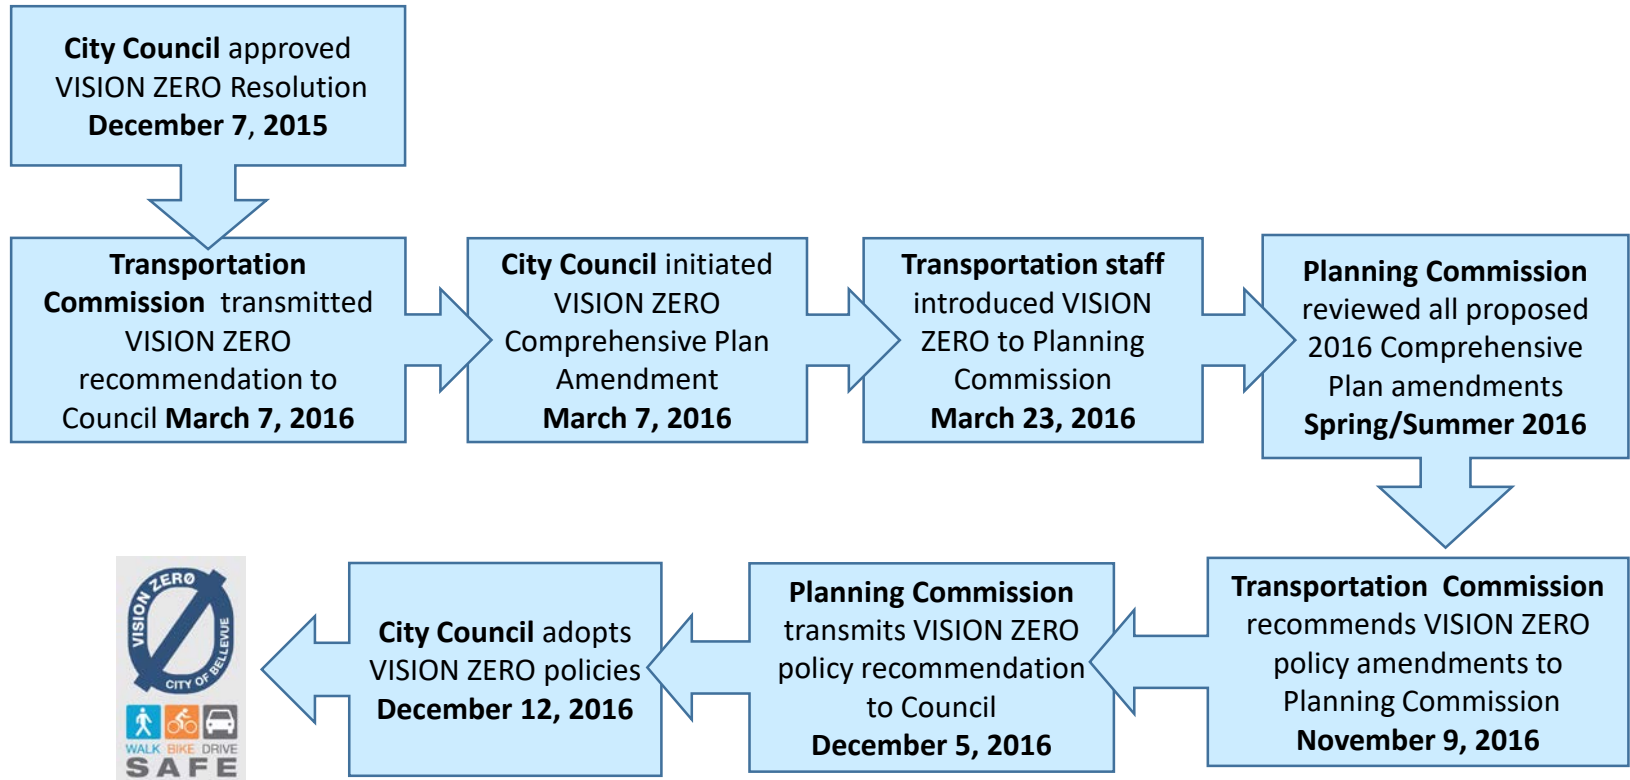 City Council approved
VISION ZERO Resolution
December 7, 2015
Transportation
Commission transmitted
VISION ZERO
recommendation to
Council March 7, 2016
City Council initiated
VISION ZERO
Comprehensive Plan
Amendment
March 7, 2016
Transportation staff
introduced VISION
ZERO to Planning
Commission
March 23, 2016
Planning Commission
reviewed all proposed
2016 Comprehensive
Plan amendments
Spring/Summer 2016
Transportation Commission
recommends VISION ZERO
policy amendments to
Planning Commission
November 9, 2016
Planning Commission
transmits VISION ZERO
policy recommendation
to Council
December 5, 2016
City Council adopts
VISION ZERO policies
December 12, 2016
VISION ZERO
CITY OF BELLEVUE
WALK BIKE DRIVE
SAFE